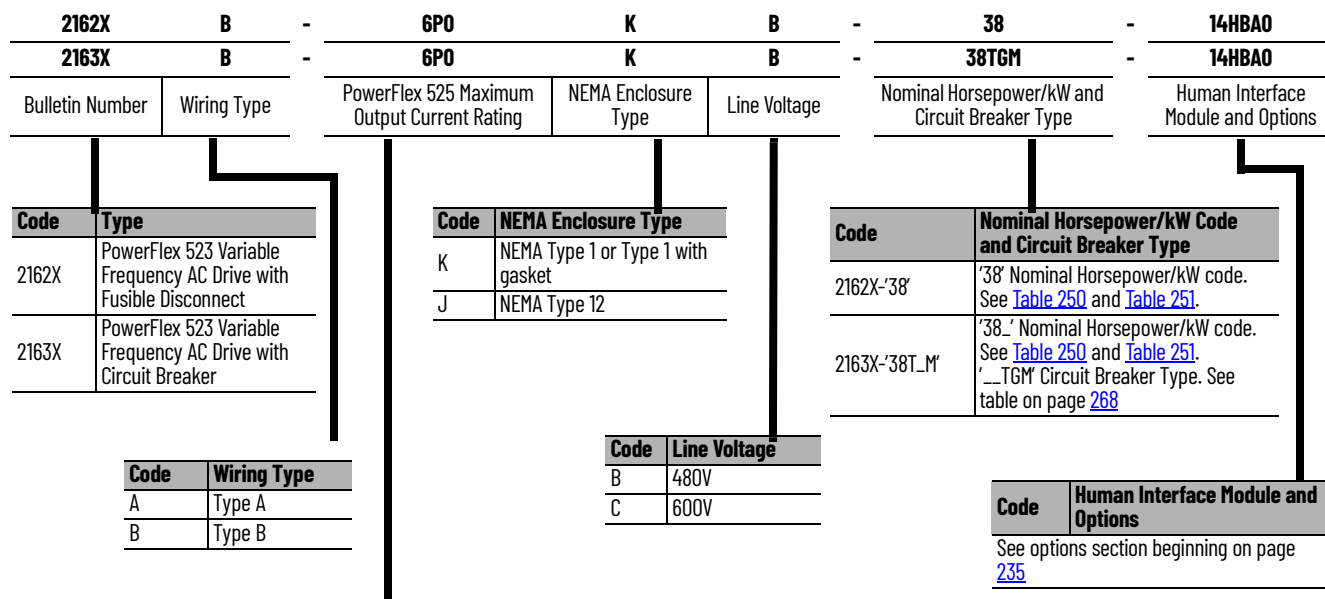 2162X B - 6P0 K B - 38 - 14HBA0
2163X B - 6P0 K B - 38TGM - 14HBA0
Bulletin Number
Wiring Type
PowerFlex 525 Maximum
Output Current Rating
NEMA Enclosure
Type
Line Voltage
Nominal Horsepower/kW and
Circuit Breaker Type
Human Interface
Module and Options
Code Type
2162X
PowerFlex 523 Variable
Frequency AC Drive with
Fusible Disconnect
2163X
PowerFlex 523 Variable
Frequency AC Drive with
Circuit Breaker
Code NEMA Enclosure Type
K
NEMA Type 1 or Type 1 with
gasket
J NEMA Type 12
Code
Nominal Horsepower/kW Code
and Circuit Breaker Type
2162X-'38'
'38' Nominal Horsepower/kW code.
See Table 250 and Table 251.
2163X-'38T_M'
'38_' Nominal Horsepower/kW code.
See Table 250 and Table 251.
'__TGM' Circuit Breaker Type. See
table on page 268
Code Wiring Type
A Type A
B Type B
Code Line Voltage
B 480V
C 600V
Code
Human Interface Module and
Options
See options section beginning on page
235